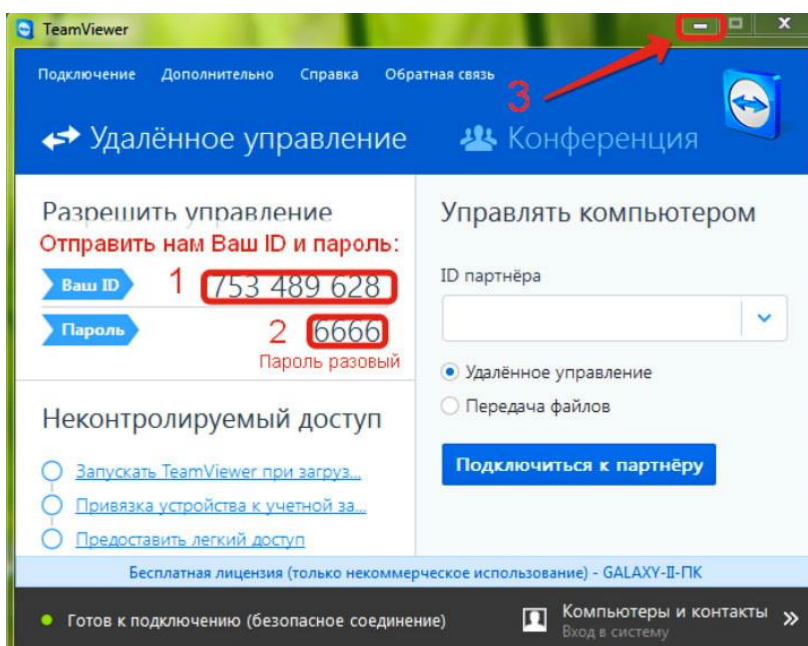 TeamViewer
Подключение Дополнительно Справка Обратная связь
3
Удалённое управление Конференция
Разрешить управление
Отправить нам Ваш ID и пароль:
Ваш ID 1 753 489 628
Пароль 2 6666
Пароль разовый
Неконтролируемый доступ
Запускать TeamViewer при загруз...
Привязка устройства к учетной за...
Предоставить легкий доступ
Управлять компьютером
ID партнёра
Удалённое управление
Передача файлов
Подключиться к партнёру
Бесплатная лицензия (только некоммерческое использование) - GALAXY-II-ПК
Готов к подключению (безопасное соединение)
Компьютеры и контакты
Вход в систему